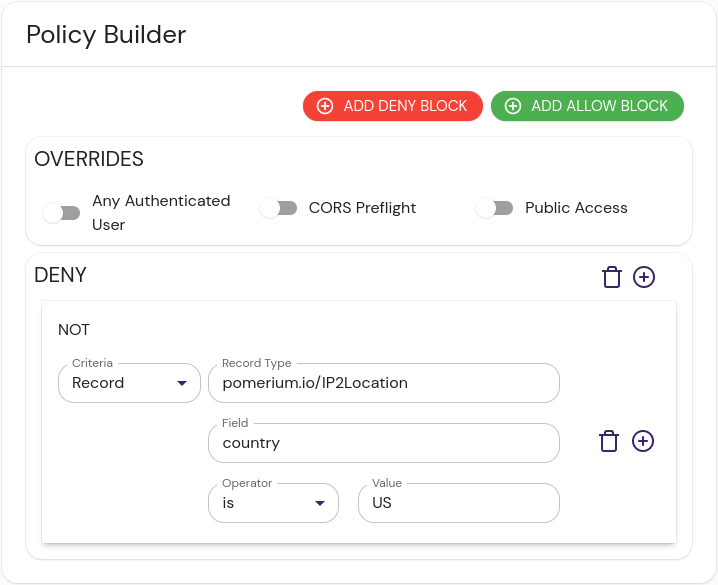 Policy Builder
ADD DENY BLOCK
ADD ALLOW BLOCK
OVERRIDES
Any Authenticated
User
CORS Preflight
Public Access
DENY
NOT
Criteria
Record
Record Type
pomerium.io/IP2Location
Field
country
Operator
is
Value
US